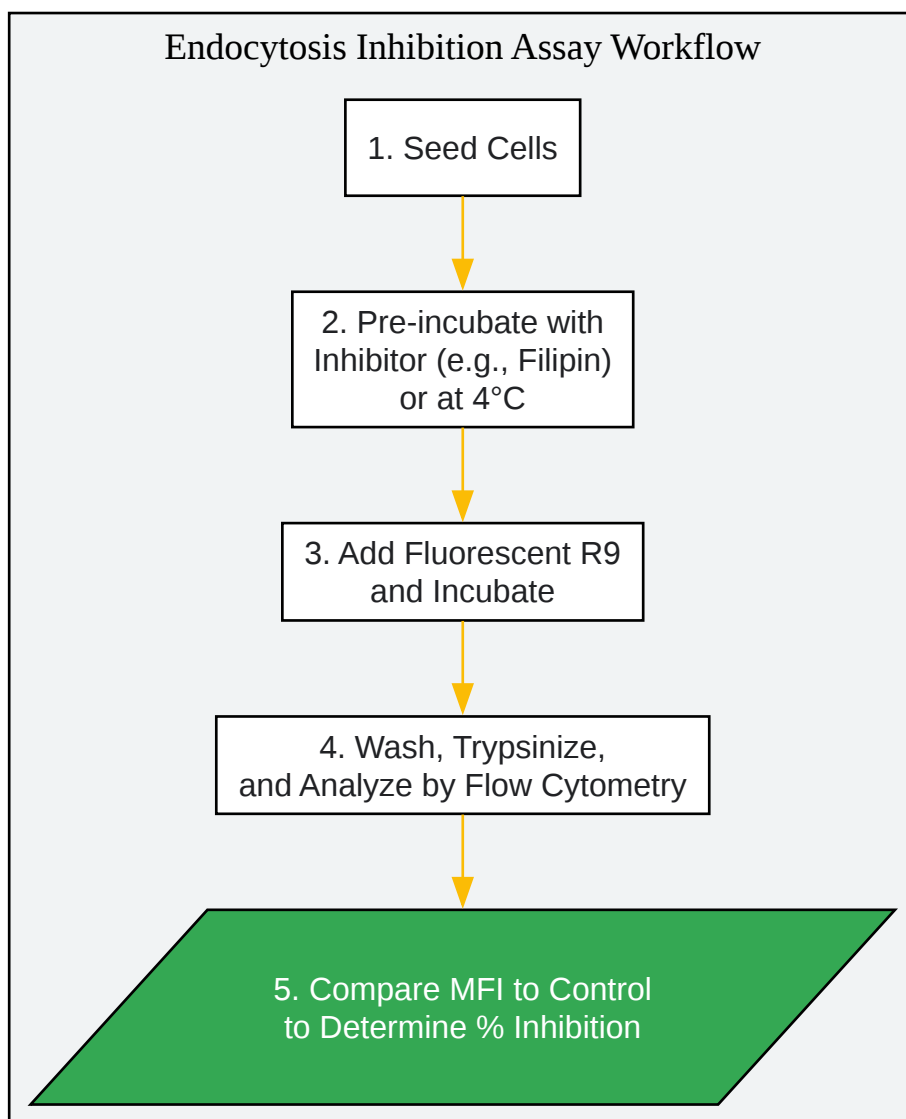 Endocytosis Inhibition Assay Workflow
1. Seed Cells
2. Pre-incubate with
Inhibitor (e.g., Filipin)
or at 4°C
3. Add Fluorescent R9
and Incubate
4. Wash, Trypsinize,
and Analyze by Flow Cytometry
5. Compare MFI to Control
to Determine % Inhibition